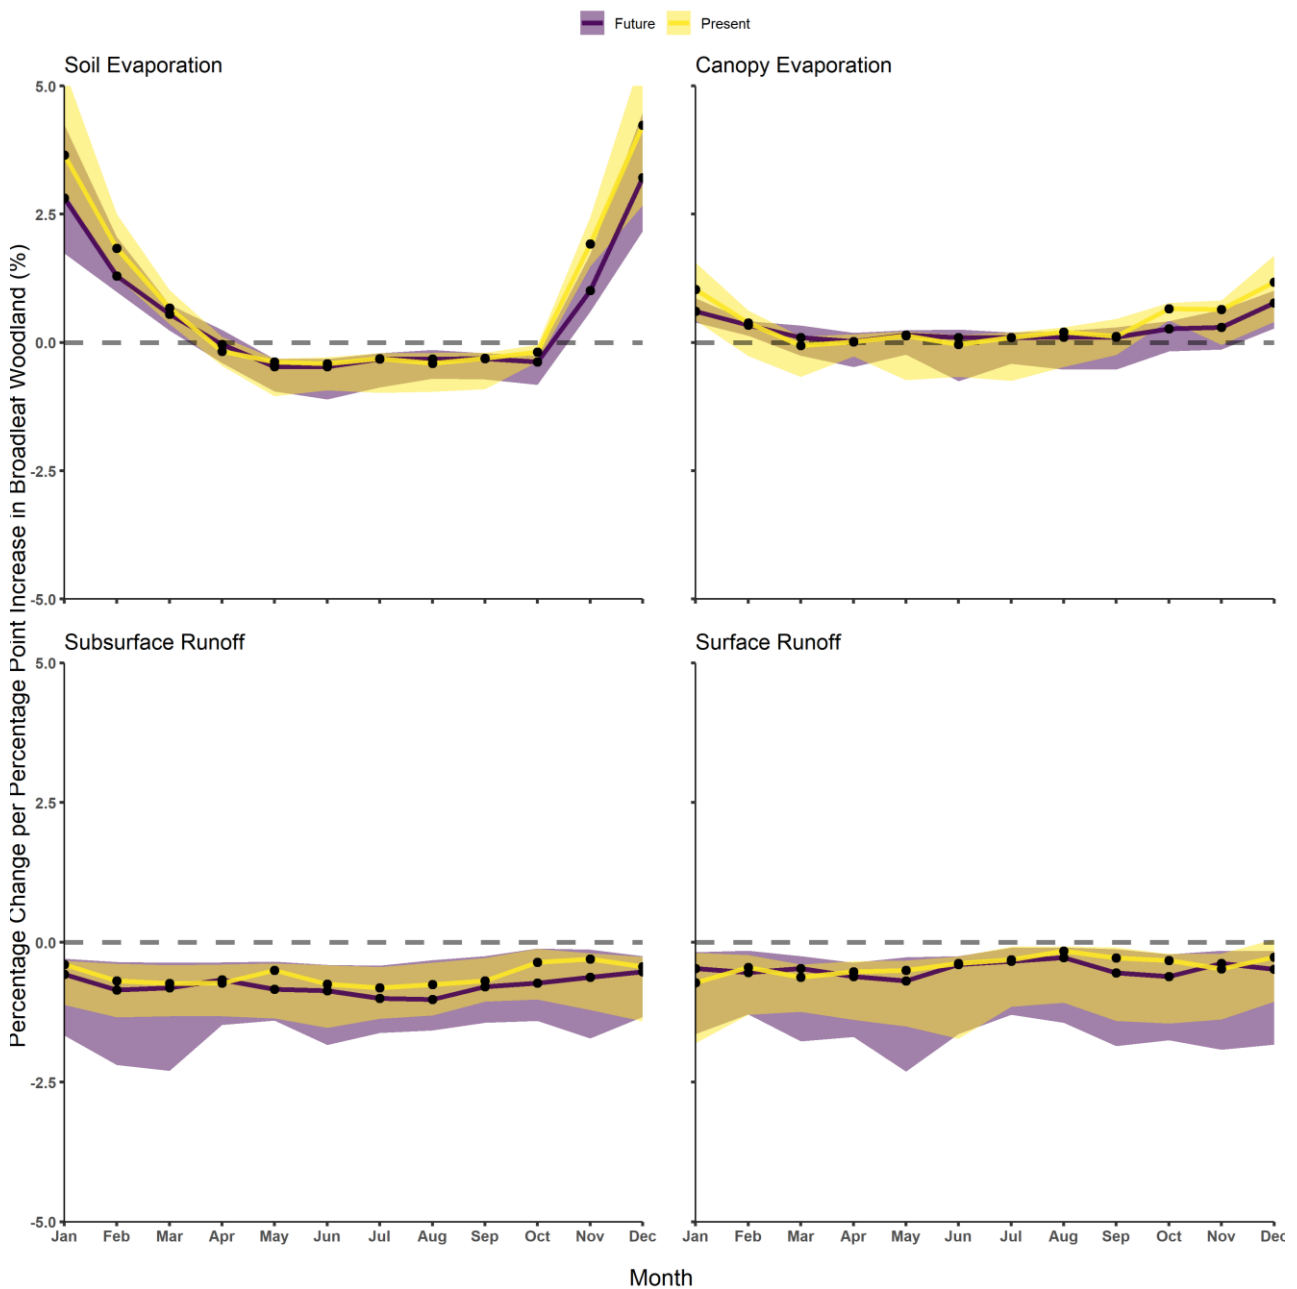 Future Present
Soil Evaporation
Canopy Evaporation
5.0
2.5
0.0
-2.5
-5.0
Percentage Change per Percentage Point Increase in Broadleaf Woodland (%)
Subsurface Runoff
Surface Runoff
5.0
2.5
0.0
-2.5
-5.0
Jan Feb Mar Apr May Jun Jul Aug Sep Oct Nov Dec
Jan Feb Mar Apr May Jun Jul Aug Sep Oct Nov Dec
Month